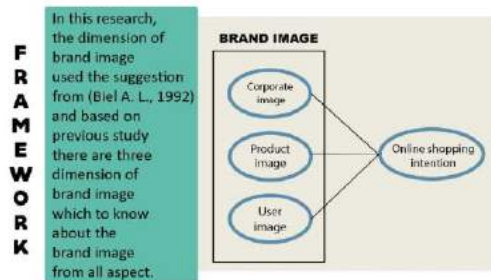 FRAMEWORK
In this research,
the dimension of
brand image
used the suggestion
from (Biel A. L., 1992)
and based on
previous study
there are three
dimension of
brand image
which to know
about the
brand image
from all aspect.
BRAND IMAGE
Corporate
image
Product
image
User
image
Online shopping
intention